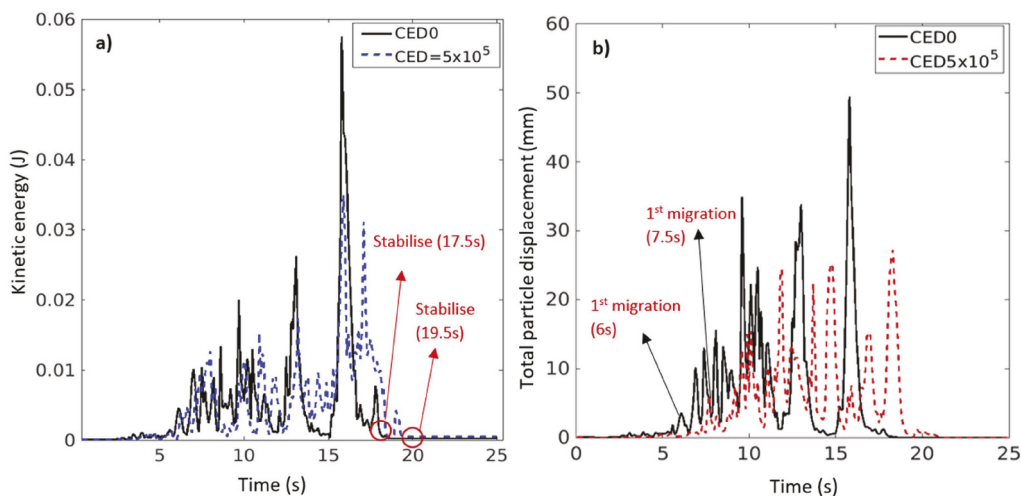 a)
CED0
CED=5x10⁵
Kinetic energy (J)
0.06
0.05
0.04
0.03
0.02
0.01
0
Stabilise (17.5s)
Stabilise
(19.5s)
0
5
10
15
20
25
Time (s)
b)
CED0
CED5x10⁵
Total particle displacement (mm)
60
50
40
30
20
10
0
1st migration
(7.5s)
1st migration
(6s)
0
5
10
15
20
25
Time (s)